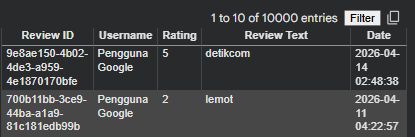 1 to 10 of 10000 entries Filter
Review ID Username Rating Review Text Date
9e8ae150-4b02- Pengguna 5 detikcom 2026-04-
4de3-a959- Google 14
4e1870170bfe 02:48:38
700b11bb-3ce9- Pengguna 2 lemot 2026-04-
44ba-a1a9- Google 11
81c181edb99b 04:22:57